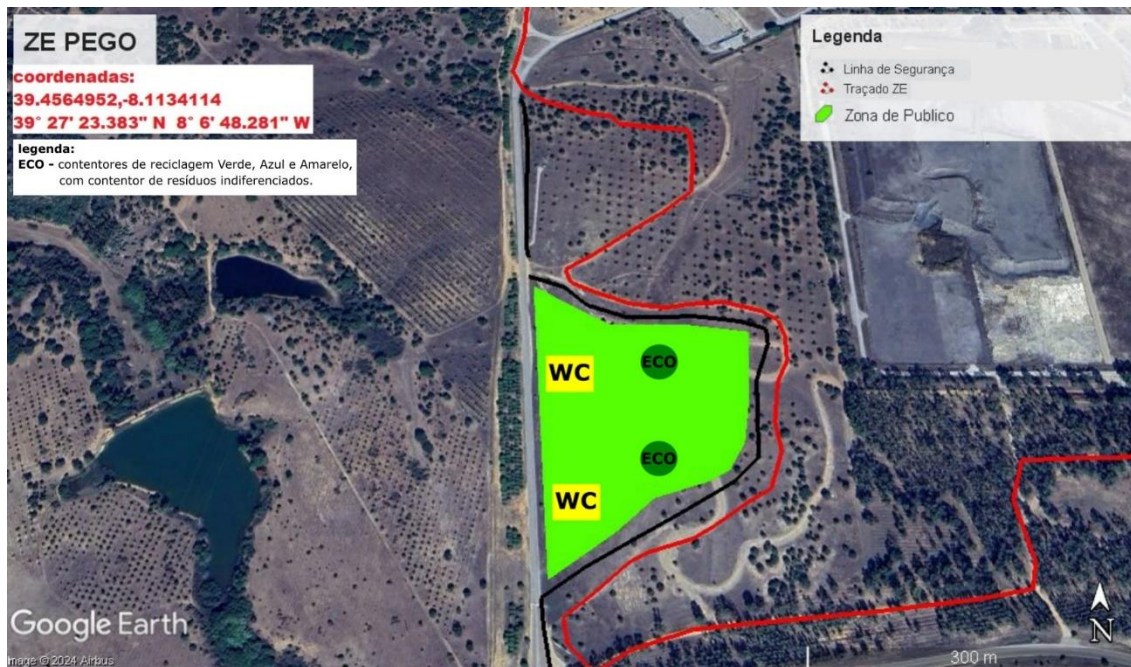 ZE PEGO
coordenadas:
39.4564952,-8.1134114
39° 27' 23.383" N  8° 6' 48.281" W
legenda:
ECO - contentores de reciclagem Verde, Azul e Amarelo,
com contentor de resíduos indiferenciados.
Legenda
Linha de Segurança
Traçado ZE
Zona de Publico
WC
ECO
ECO
WC
N
Google Earth
Image © 2024 Airbus
300 m